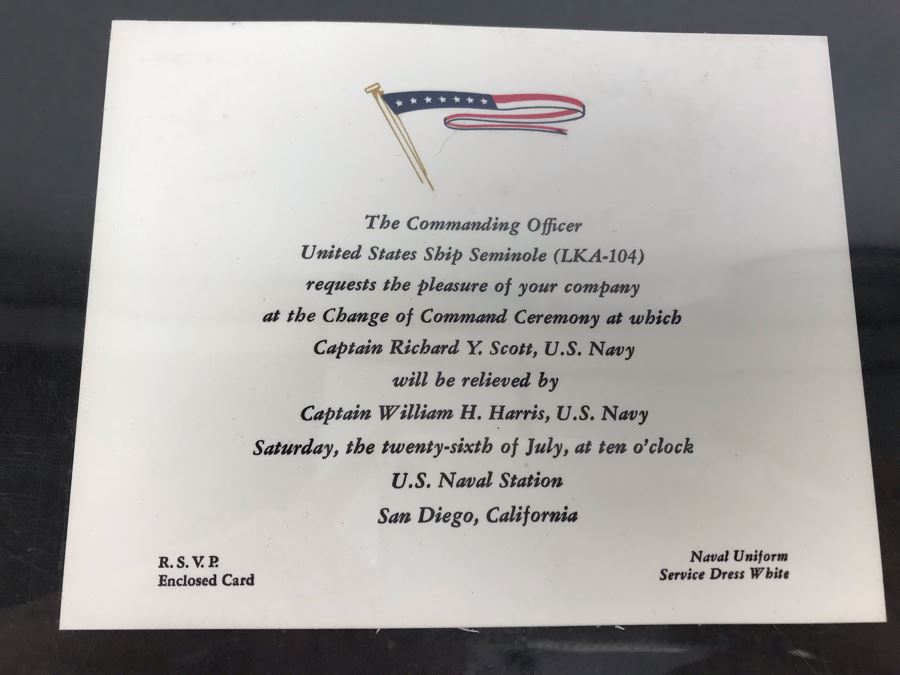 The Commanding Officer
United States Ship Seminole (LKA-104)
requests the pleasure of your company
at the Change of Command Ceremony at which
Captain Richard Y. Scott, U.S. Navy
will be relieved by
Captain William H. Harris, U.S. Navy
Saturday, the twenty-sixth of July, at ten o'clock
U.S. Naval Station
San Diego, California
R. S. V. P.
Enclosed Card
Naval Uniform
Service Dress White